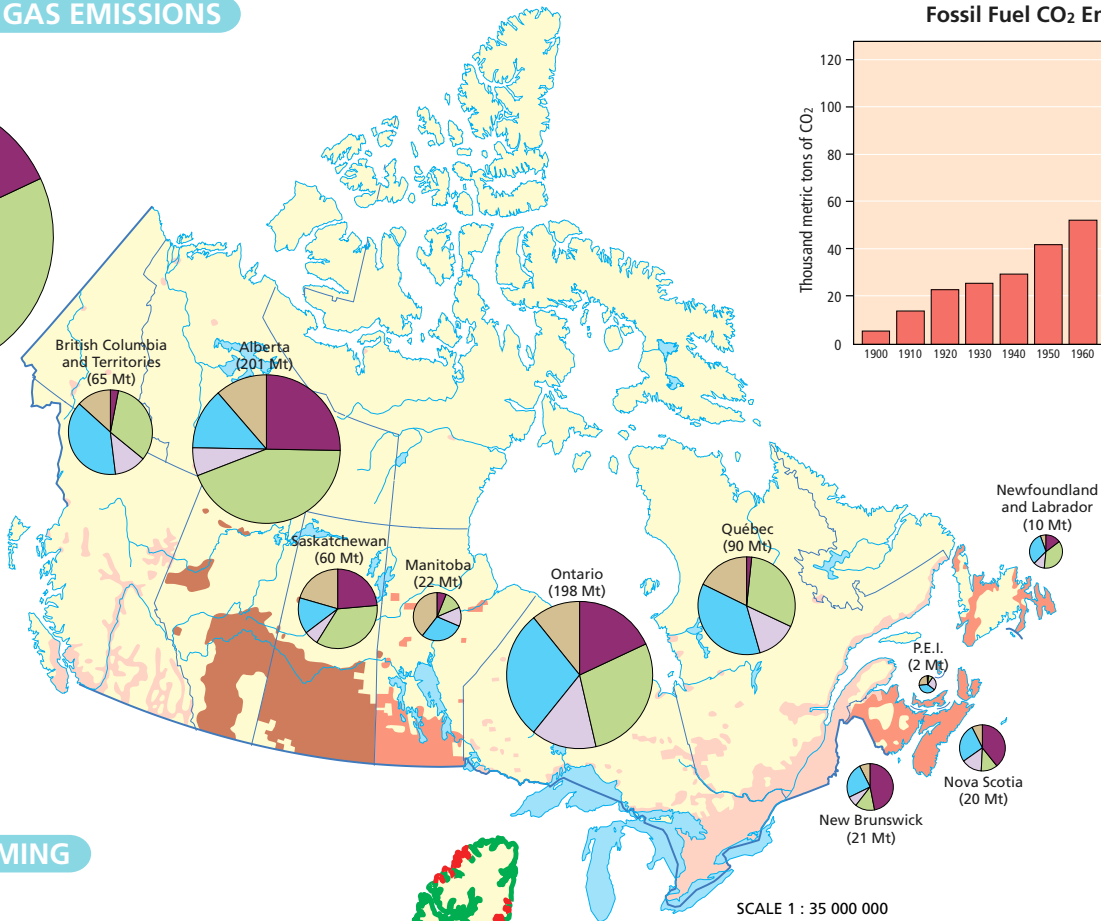 GAS EMISSIONS
Fossil Fuel CO2 En
Thousand metric tons of CO2
120
100
80
60
40
20
0
1900 1910 1920 1930 1940 1950 1960
British Columbia
and Territories
(65 Mt)
Alberta
(201 Mt)
Saskatchewan
(60 Mt)
Manitoba
(22 Mt)
Ontario
(198 Mt)
Québec
(90 Mt)
Newfoundland
and Labrador
(10 Mt)
P.E.I.
(2 Mt)
Nova Scotia
(20 Mt)
New Brunswick
(21 Mt)
MING
SCALE 1 : 35 000 000